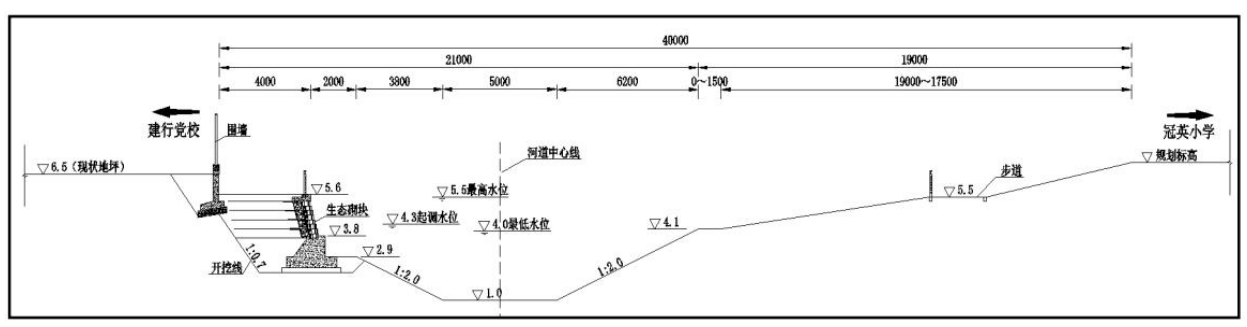 40000
21000
19000
4000
2000
3800
5000
6200
0~1500
19000~17500
建行党校
围墙
河道中心线
冠英小学
6.5（现状地坪）
规划标高
步道
5.6
5.5最高水位
5.5
生态砌块
4.3起调水位
4.0最低水位
4.1
3.8
2.9
1:0.7
开挖线
1:2.0
1:2.0
1.0